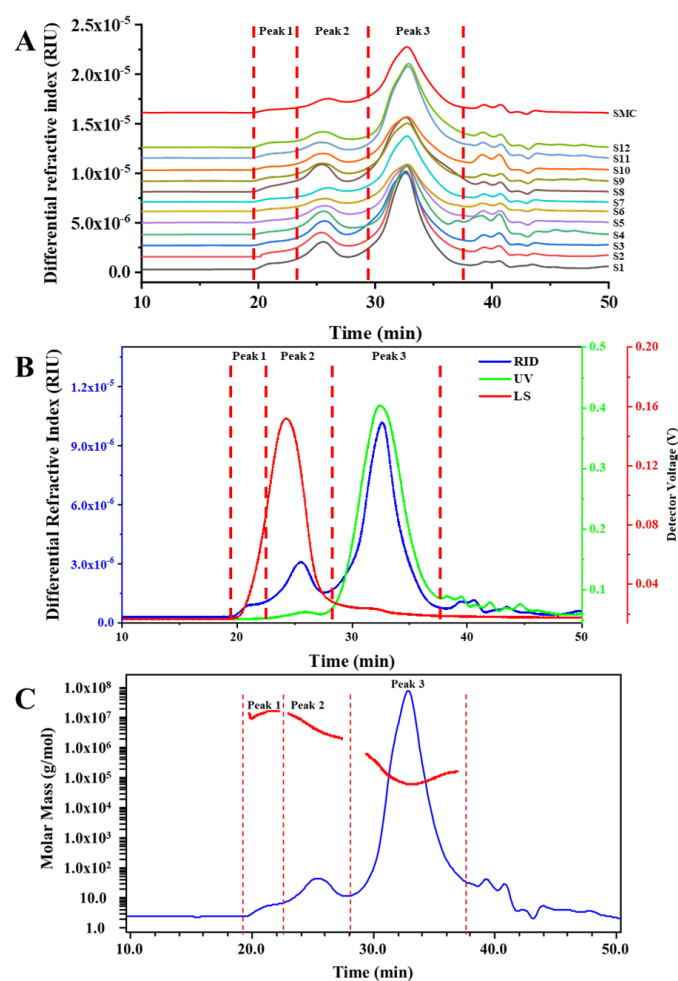 A
Differential refractive Index (RIU)
2.5x10⁻⁵
2.0x10⁻⁵
1.5x10⁻⁵
1.0x10⁻⁵
5.0x10⁻⁶
0.0
Peak 1 Peak 2 Peak 3
SMC
S12
S11
S10
S9
S8
S7
S6
S5
S4
S3
S2
S1
10 20 30 40 50
Time (min)
B
Differential Refractive Index (RIU)
1.2x10⁻⁵
9.0x10⁻⁶
6.0x10⁻⁶
3.0x10⁻⁶
0.0
Peak 1 Peak 2 Peak 3
RID
UV
LS
0.5
0.4
0.3
0.2
0.1
0.20
0.16
0.12
0.08
0.04
Detector Voltage (V)
10 20 30 40 50
Time (min)
C
Molar Mass (g/mol)
1.0x10⁸
1.0x10⁷
1.0x10⁶
1.0x10⁵
1.0x10⁴
1.0x10³
1.0x10²
10.0
1.0
Peak 1 Peak 2 Peak 3
10.0 20.0 30.0 40.0 50.0
Time (min)